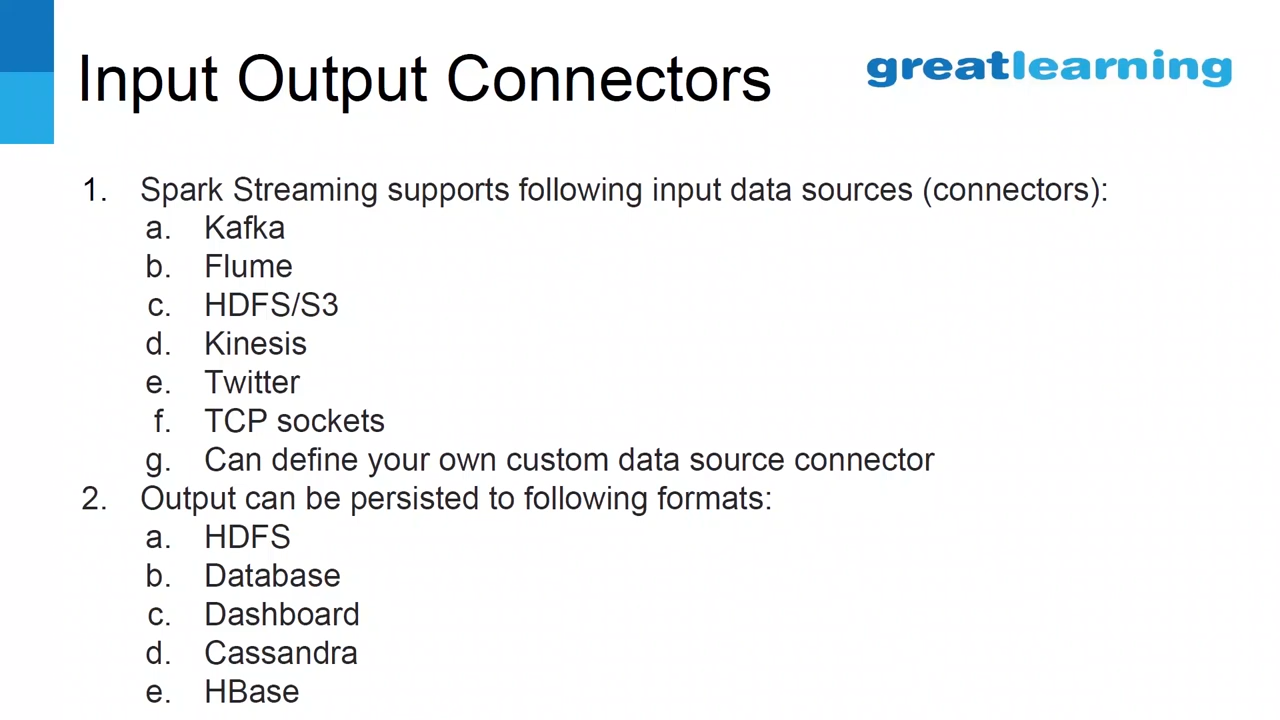 Input Output Connectors
greatlearning
1. Spark Streaming supports following input data sources (connectors):
a. Kafka
b. Flume
c. HDFS/S3
d. Kinesis
e. Twitter
f. TCP sockets
g. Can define your own custom data source connector
2. Output can be persisted to following formats:
a. HDFS
b. Database
c. Dashboard
d. Cassandra
e. HBase